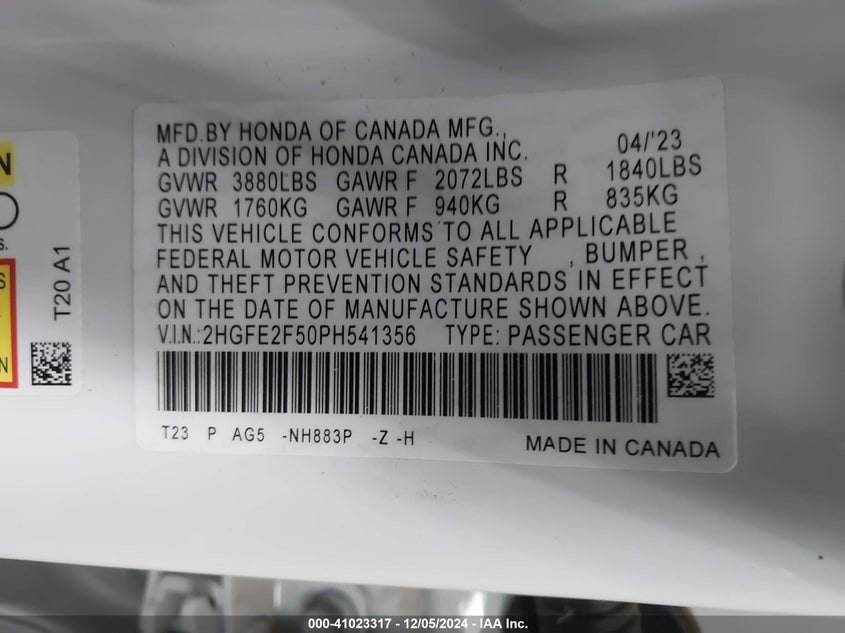 MFD.BY HONDA OF CANADA MFG.,
A DIVISION OF HONDA CANADA INC. 04/'23
GVWR 3880LBS GAWR F 2072LBS R 1840LBS
GVWR 1760KG GAWR F 940KG R 835KG
THIS VEHICLE CONFORMS TO ALL APPLICABLE
FEDERAL MOTOR VEHICLE SAFETY , BUMPER ,
AND THEFT PREVENTION STANDARDS IN EFFECT
ON THE DATE OF MANUFACTURE SHOWN ABOVE.
V.I.N.:2HGFE2F50PH541356 TYPE: PASSENGER CAR
T23 P AG5 -NH883P -Z -H
MADE IN CANADA
T20 A1
000-41023317 - 12/05/2024 - IAA Inc.